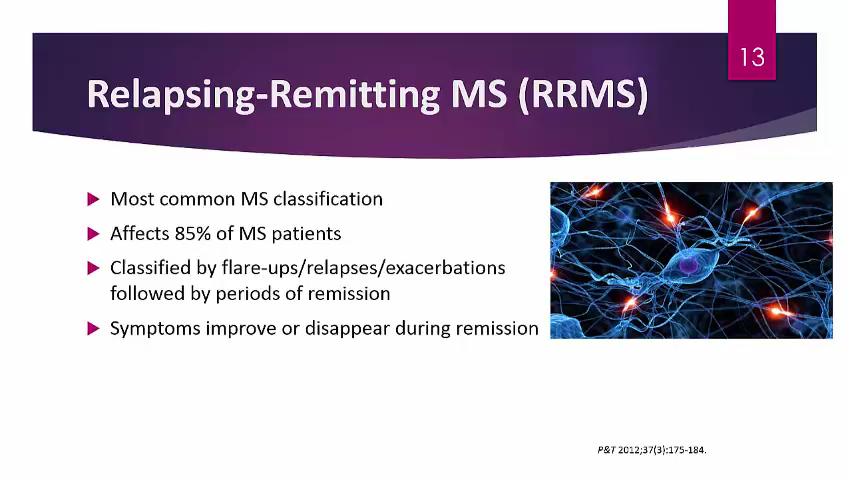 13
Relapsing-Remitting MS (RRMS)
Most common MS classification
Affects 85% of MS patients
Classified by flare-ups/relapses/exacerbations
followed by periods of remission
Symptoms improve or disappear during remission
P&T 2012;37(3):175-184.